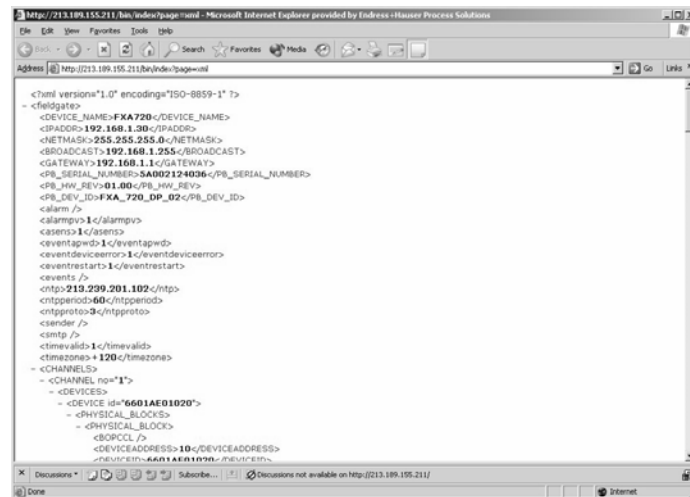 http://213.189.155.211/bin/index?page=xml - Microsoft Internet Explorer provided by Endress+Hauser Process Solutions
File Edit View Favorites Tools Help
Back Search Favorites Media
Address http://213.189.155.211/bin/index?page=xml Go Links
<?xml version="1.0" encoding="ISO-8859-1" ?>
- <fieldgate>
<DEVICE_NAME>FXA720</DEVICE_NAME>
<IPADDR>192.168.1.30</IPADDR>
<NETMASK>255.255.255.0</NETMASK>
<BROADCAST>192.168.1.255</BROADCAST>
<GATEWAY>192.168.1.1</GATEWAY>
<PB_SERIAL_NUMBER>5A002124036</PB_SERIAL_NUMBER>
<PB_HW_REV>01.00</PB_HW_REV>
<PB_DEV_ID>FXA_720_DP_02</PB_DEV_ID>
<alarm />
<alarmpv>1</alarmpv>
<asens>1</asens>
<eventapwd>1</eventapwd>
<eventdeviceerror>1</eventdeviceerror>
<eventrestart>1</eventrestart>
<events />
<ntp>213.239.201.102</ntp>
<ntpperiod>60</ntpperiod>
<ntpproto>3</ntpproto>
<sender />
<smtp />
<timevalid>1</timevalid>
<timezone>+120</timezone>
- <CHANNELS>
- <CHANNEL no="1">
- <DEVICES>
- <DEVICE id="6601AE01020">
- <PHYSICAL_BLOCKS>
- <PHYSICAL_BLOCK>
<BOPCCL />
<DEVICEADDRESS>10</DEVICEADDRESS>
<DEVICEID>6601AE01020</DEVICEID>
Discussions Subscribe... Discussions not available on http://213.189.155.211/
Done Internet